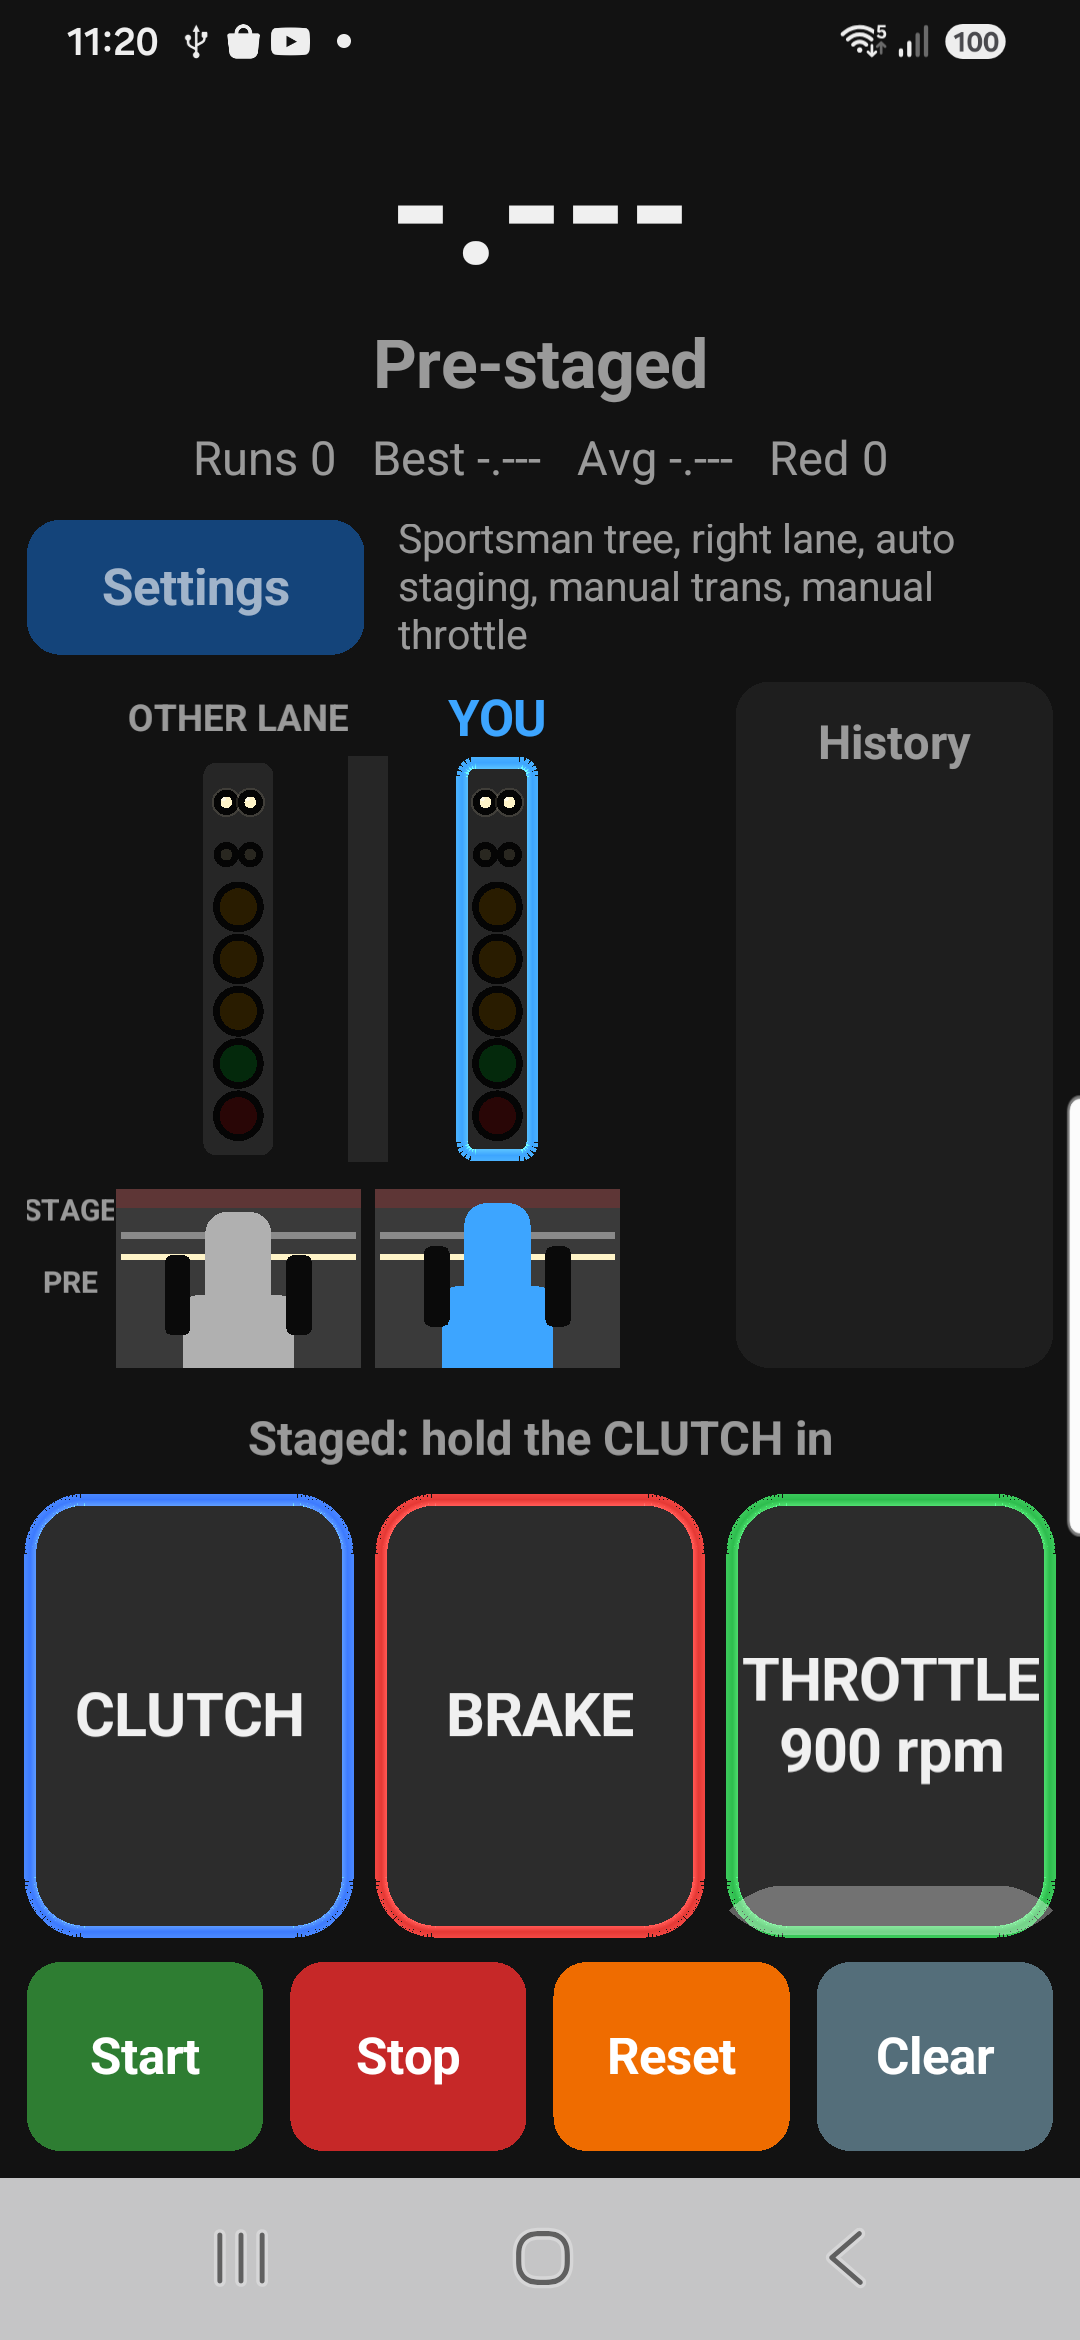 11:20
5
100
-.---
Pre-staged
Runs 0 Best -.--- Avg -.--- Red 0
Settings
Sportsman tree, right lane, auto
staging, manual trans, manual
throttle
OTHER LANE
YOU
History
STAGE
PRE
Staged: hold the CLUTCH in
CLUTCH
BRAKE
THROTTLE
900 rpm
Start
Stop
Reset
Clear